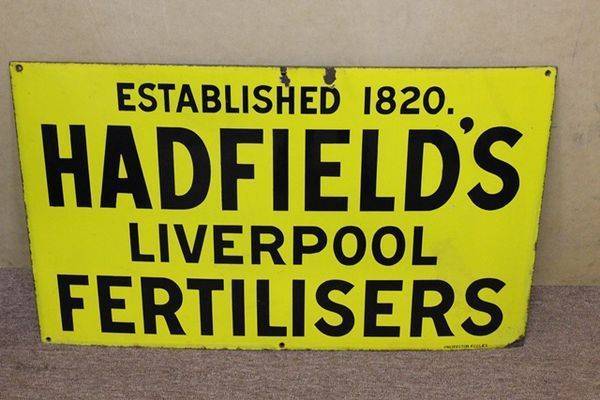 ESTABLISHED 1820.
HADFIELD'S
LIVERPOOL
FERTILISERS